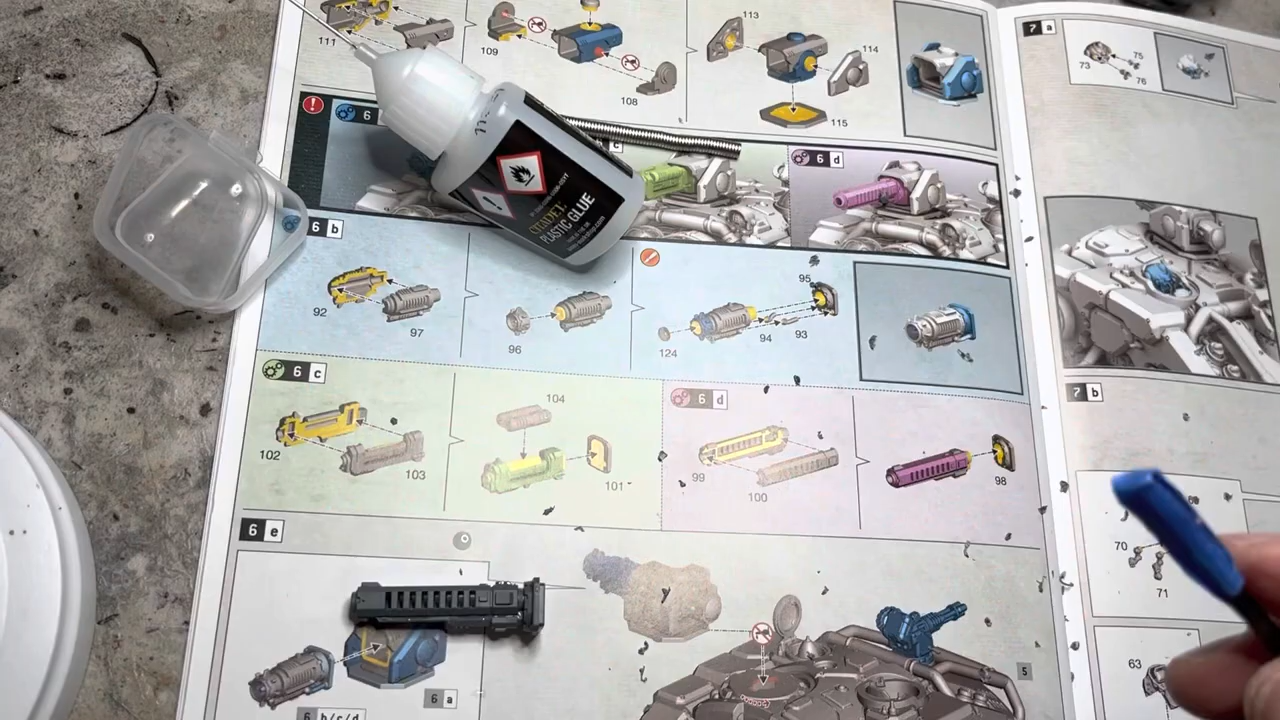 111
109
108
113
114
115
7 a
73
75
76
!
6
c
6 d
CITADEL
PLASTIC GLUE
6 b
92
97
96
124
94
93
95
7 b
6 c
102
103
104
101
6 d
99
100
98
6 e
70
71
63
6 a
6 b/c/d
5